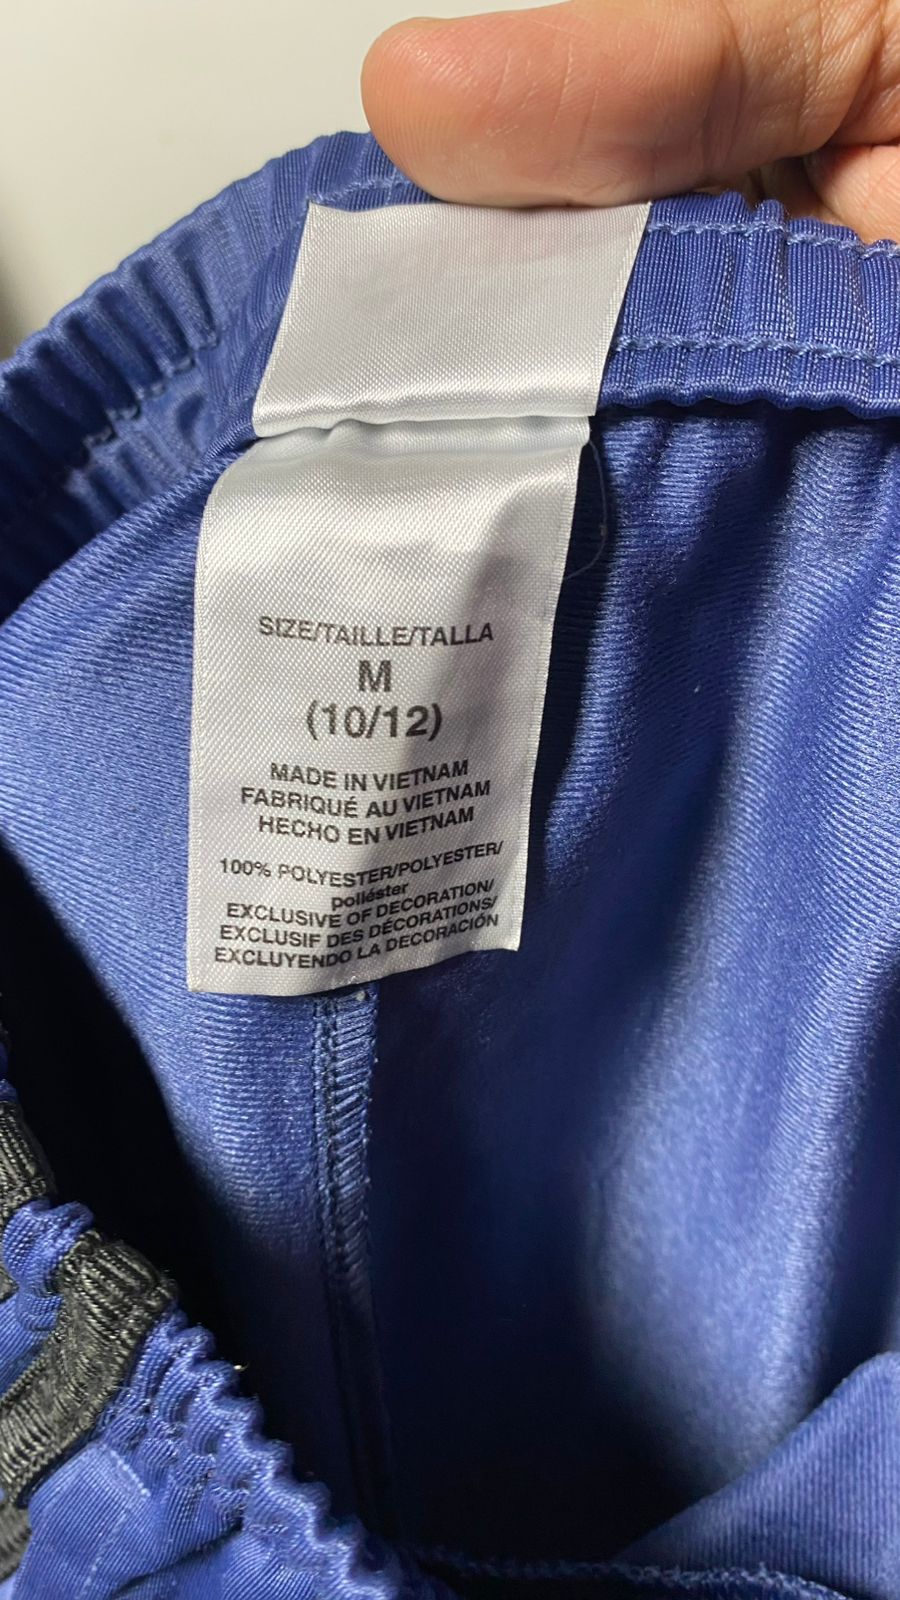 SIZE/TAILLE/TALLA
M
(10/12)
MADE IN VIETNAM
FABRIQUÉ AU VIETNAM
HECHO EN VIETNAM
100% POLYESTER/POLYESTER/
poliéster
EXCLUSIVE OF DECORATION/
EXCLUSIF DES DÉCORATIONS/
EXCLUYENDO LA DECORACIÓN